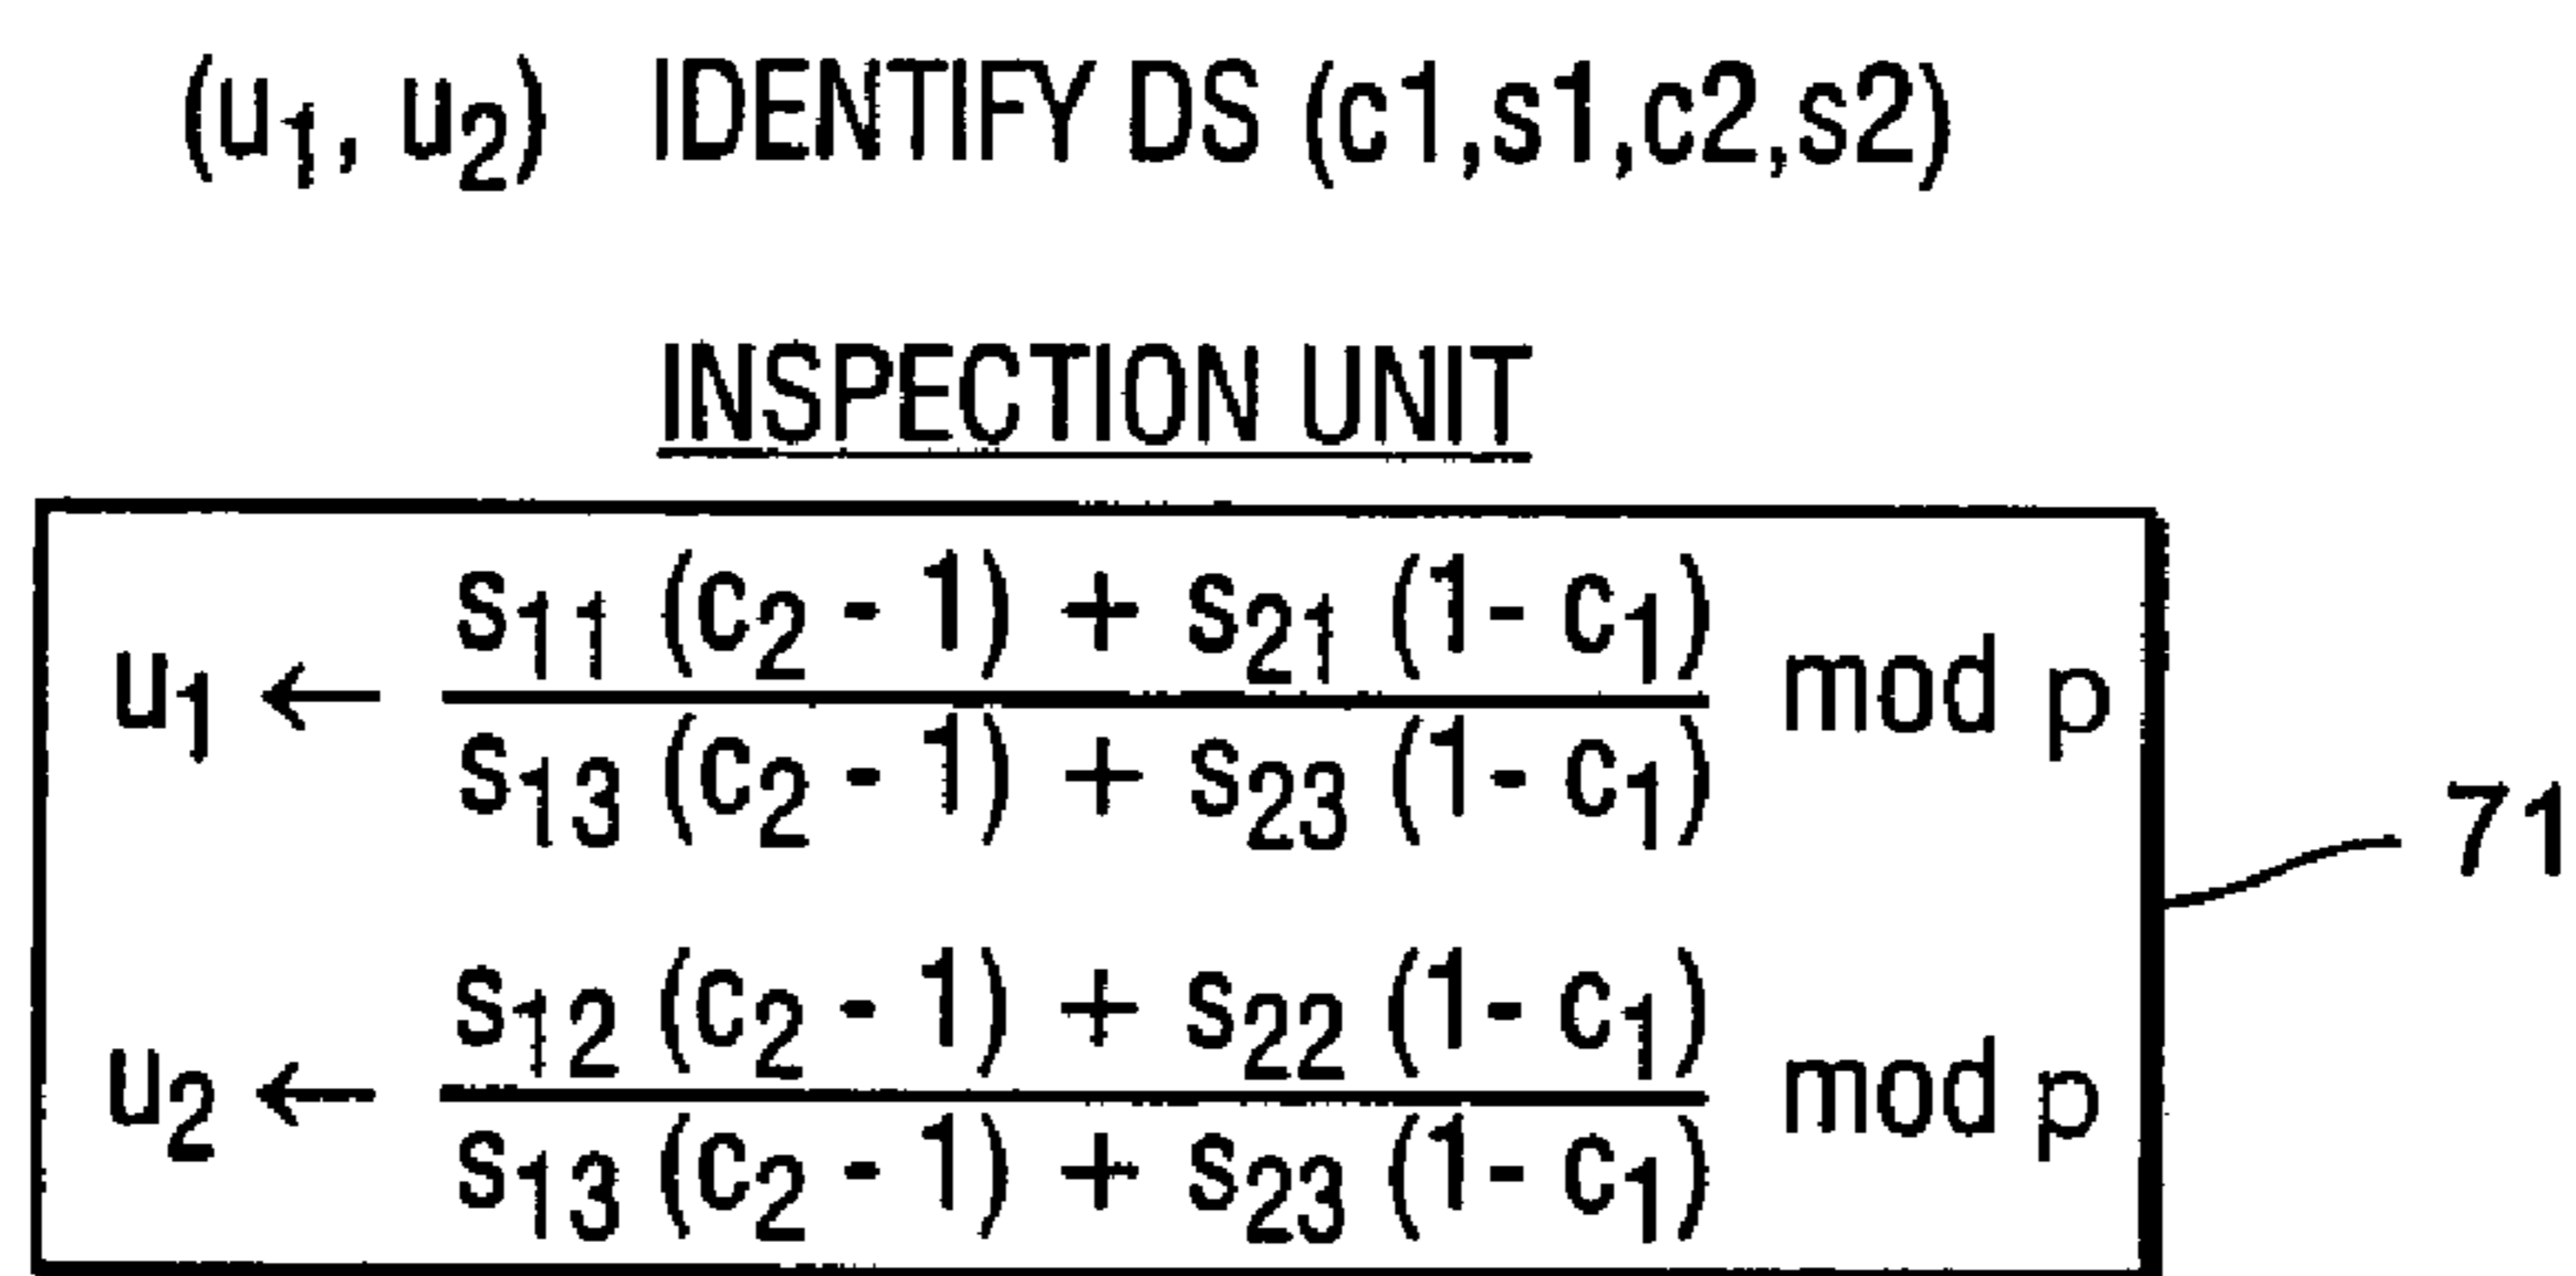 (u₁, u₂) IDENTIFY DS (c1,s1,c2,s2)
INSPECTION UNIT
u₁ ← s₁₁ (c₂ - 1) + s₂₁ (1 - c₁) / s₁₃ (c₂ - 1) + s₂₃ (1 - c₁) mod p
71
u₂ ← s₁₂ (c₂ - 1) + s₂₂ (1 - c₁) / s₁₃ (c₂ - 1) + s₂₃ (1 - c₁) mod p